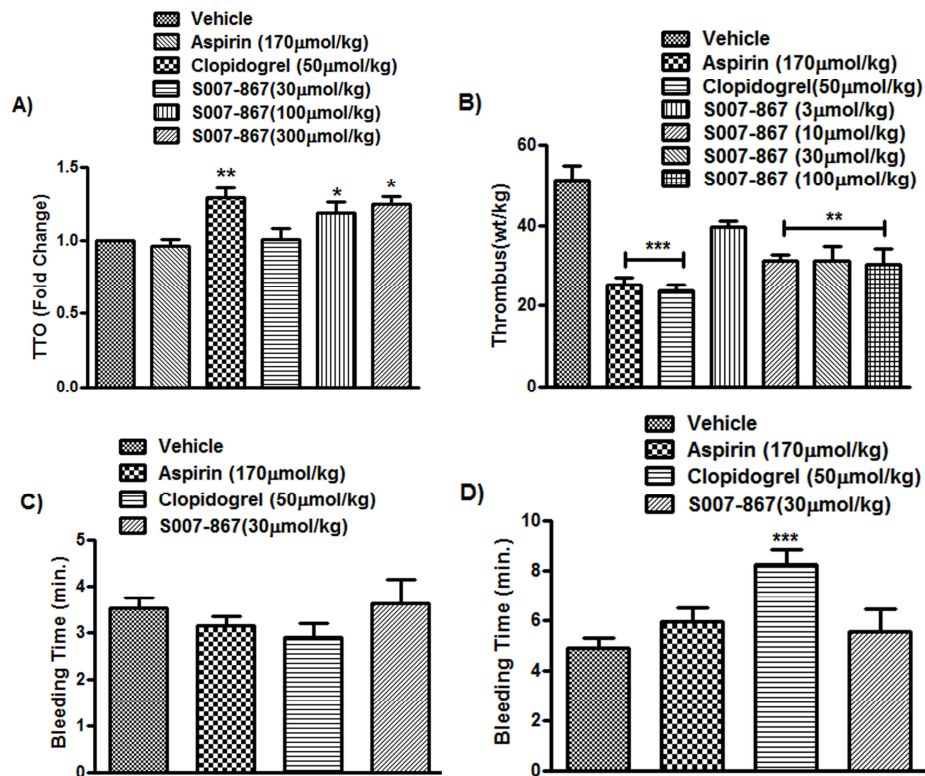 A)
Vehicle
Aspirin (170μmol/kg)
Clopidogrel (50μmol/kg)
S007-867(30μmol/kg)
S007-867(100μmol/kg)
S007-867(300μmol/kg)
TTO (Fold Change)
1.5
1.0
0.5
0.0
**
*
*
B)
Vehicle
Aspirin (170μmol/kg)
Clopidogrel(50μmol/kg)
S007-867 (3μmol/kg)
S007-867 (10μmol/kg)
S007-867 (30μmol/kg)
S007-867 (100μmol/kg)
Thrombus(wt/kg)
60
40
20
0
***
**
C)
Vehicle
Aspirin (170μmol/kg)
Clopidogrel (50μmol/kg)
S007-867(30μmol/kg)
Bleeding Time (min.)
5
4
3
2
1
0
D)
Vehicle
Aspirin (170μmol/kg)
Clopidogrel (50μmol/kg)
S007-867(30μmol/kg)
Bleeding Time (min.)
10
8
6
4
2
0
***